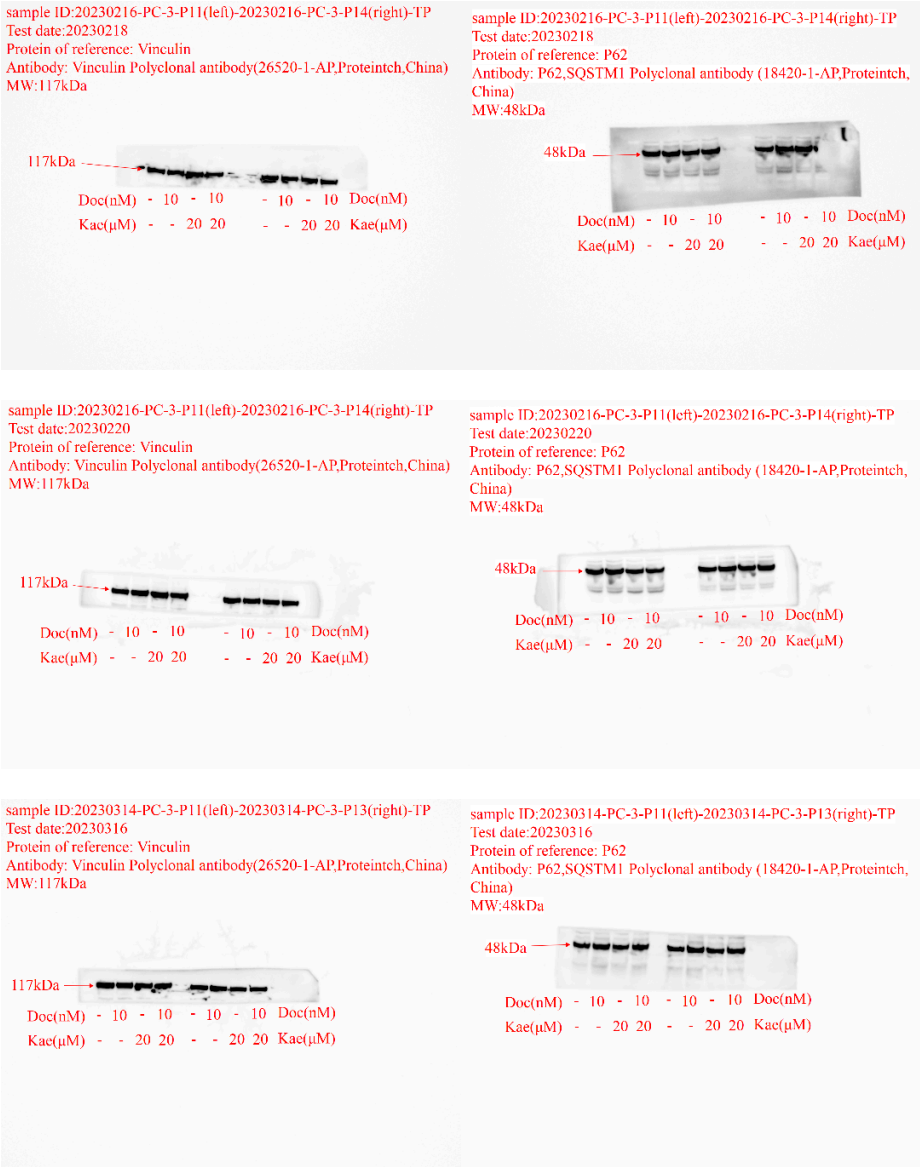 sample ID:20230216-PC-3-P11(left)-20230216-PC-3-P14(right)-TP
Test date:20230218
Protein of reference: Vinculin
Antibody: Vinculin Polyclonal antibody(26520-1-AP,Proteintch,China)
MW:117kDa
117kDa
Doc(nM) - 10 - 10 - 10 - 10 Doc(nM)
Kae(μM) - - 20 20 - - 20 20 Kae(μM)
sample ID:20230216-PC-3-P11(left)-20230216-PC-3-P14(right)-TP
Test date:20230218
Protein of reference: P62
Antibody: P62,SQSTM1 Polyclonal antibody (18420-1-AP,Proteintch,
China)
MW:48kDa
48kDa
Doc(nM) - 10 - 10 - 10 - 10 Doc(nM)
Kae(μM) - - 20 20 - - 20 20 Kae(μM)
sample ID:20230216-PC-3-P11(left)-20230216-PC-3-P14(right)-TP
Test date:20230220
Protein of reference: Vinculin
Antibody: Vinculin Polyclonal antibody(26520-1-AP,Proteintch,China)
MW:117kDa
117kDa
Doc(nM) - 10 - 10 - 10 - 10 Doc(nM)
Kae(μM) - - 20 20 - - 20 20 Kae(μM)
sample ID:20230216-PC-3-P11(left)-20230216-PC-3-P14(right)-TP
Test date:20230220
Protein of reference: P62
Antibody: P62,SQSTM1 Polyclonal antibody (18420-1-AP,Proteintch,
China)
MW:48kDa
48kDa
Doc(nM) - 10 - 10 - 10 - 10 Doc(nM)
Kae(μM) - - 20 20 - - 20 20 Kae(μM)
sample ID:20230314-PC-3-P11(left)-20230314-PC-3-P13(right)-TP
Test date:20230316
Protein of reference: Vinculin
Antibody: Vinculin Polyclonal antibody(26520-1-AP,Proteintch,China)
MW:117kDa
117kDa
Doc(nM) - 10 - 10 - 10 - 10 Doc(nM)
Kae(μM) - - 20 20 - - 20 20 Kae(μM)
sample ID:20230314-PC-3-P11(left)-20230314-PC-3-P13(right)-TP
Test date:20230316
Protein of reference: P62
Antibody: P62,SQSTM1 Polyclonal antibody (18420-1-AP,Proteintch,
China)
MW:48kDa
48kDa
Doc(nM) - 10 - 10 - 10 - 10 Doc(nM)
Kae(μM) - - 20 20 - - 20 20 Kae(μM)